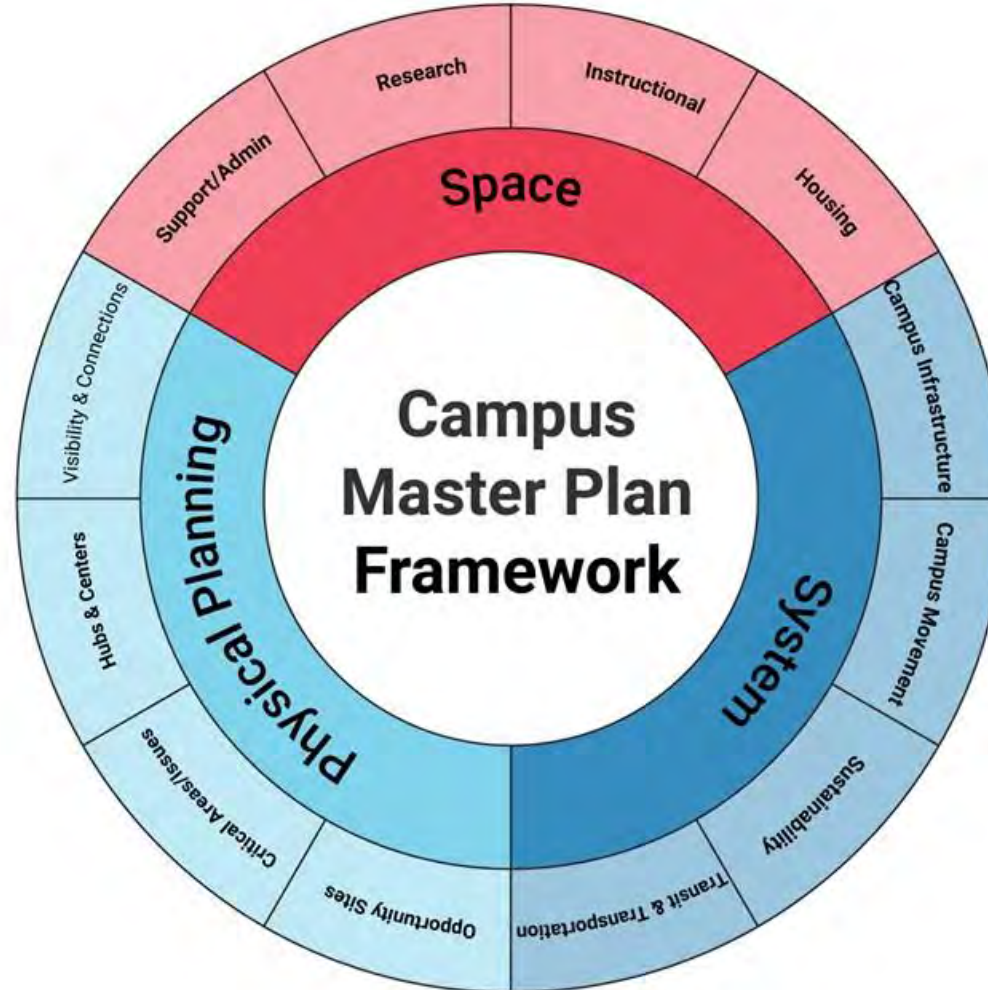 Campus
Master Plan
Framework
Space
System
Physical Planning
Support/Admin
Research
Instructional
Housing
Campus Infrastructure
Campus Movement
Sustainability
Transit & Transportation
Opportunity Sites
Critical Areas/Issues
Hubs & Centers
Visibility & Connections